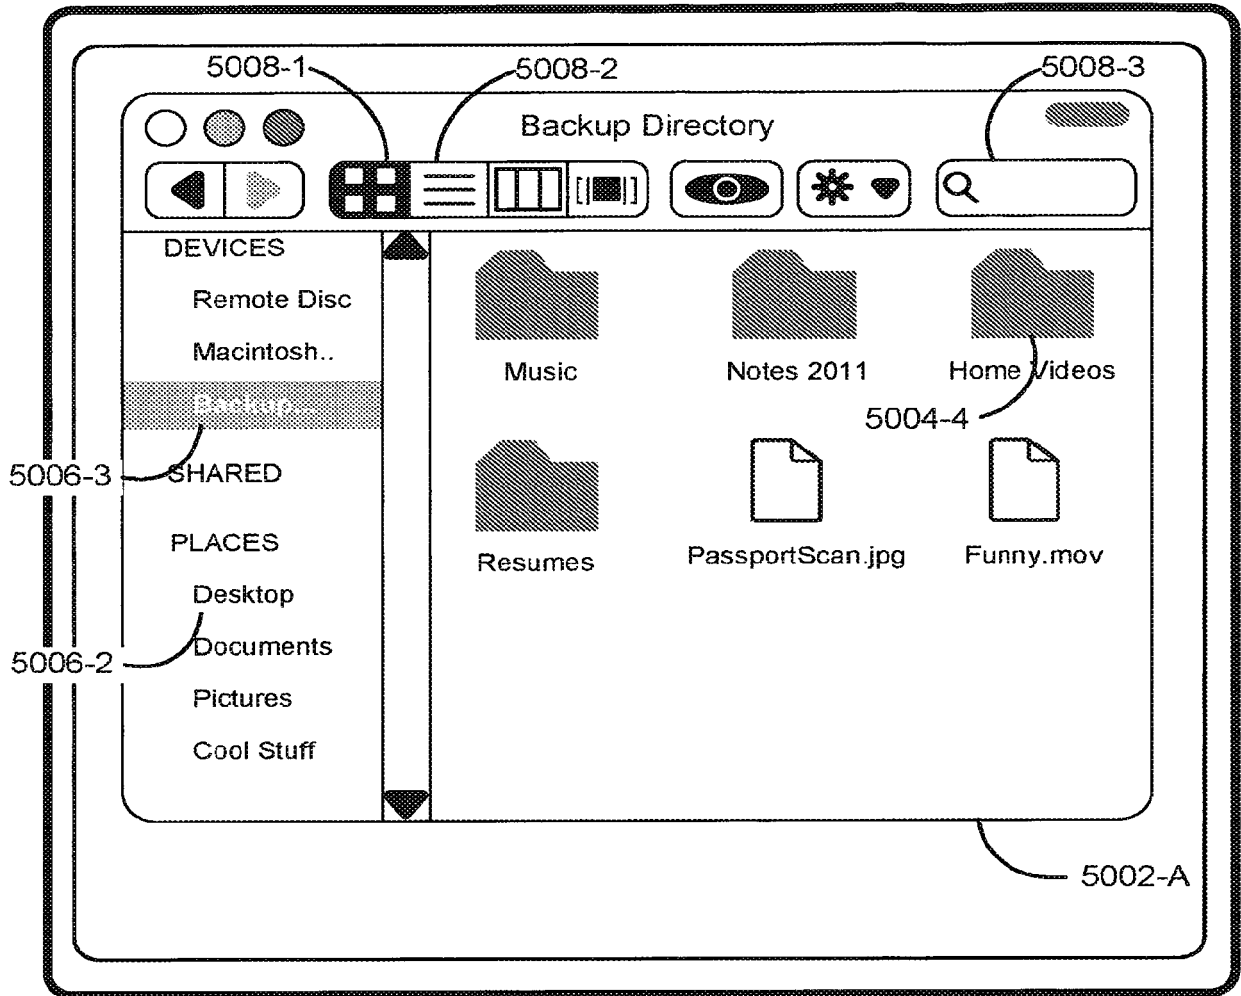 5008-1 5008-2 5008-3
Backup Directory
DEVICES
Remote Disc
Macintosh..
Backup...
5006-3
SHARED
PLACES
Desktop
5006-2
Documents
Pictures
Cool Stuff
Music Notes 2011 Home Videos
5004-4
Resumes PassportScan.jpg Funny.mov
5002-A